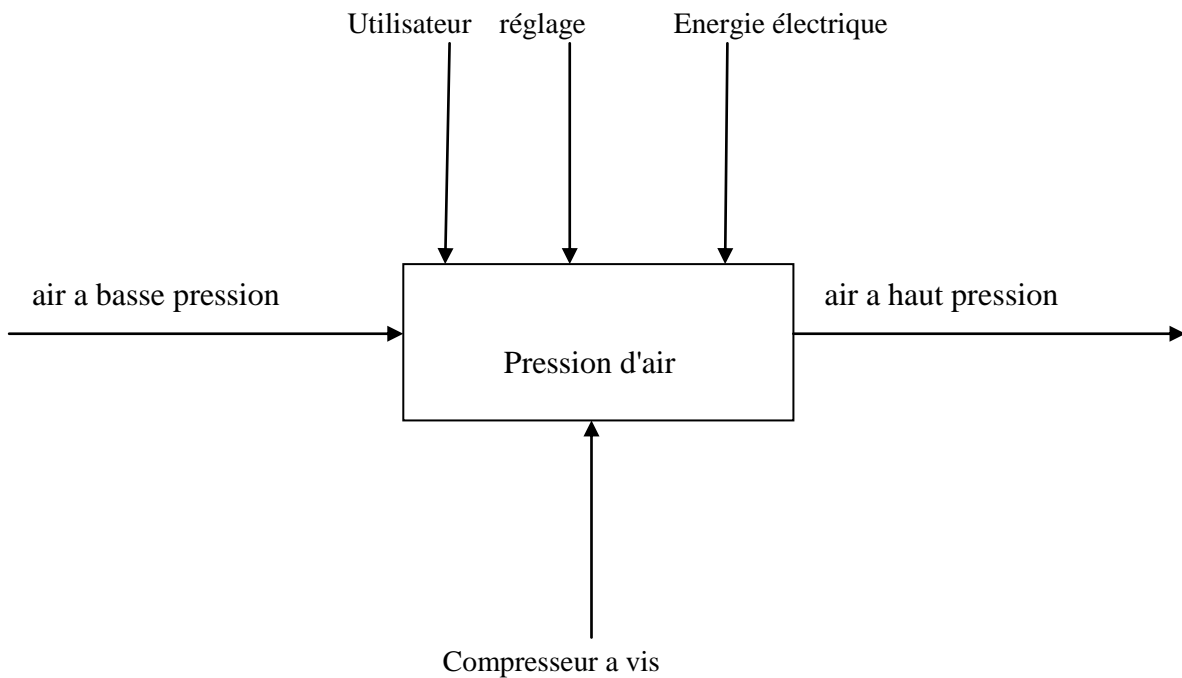 Utilisateur réglage Energie électrique
air a basse pression
air a haut pression
Pression d'air
Compresseur a vis